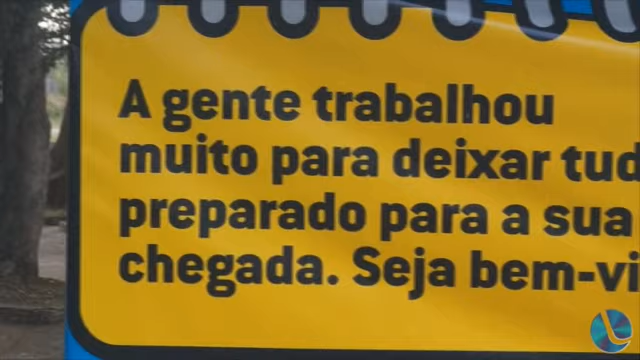 A gente trabalhou
muito para deixar tud
preparado para a sua
chegada. Seja bem-vi